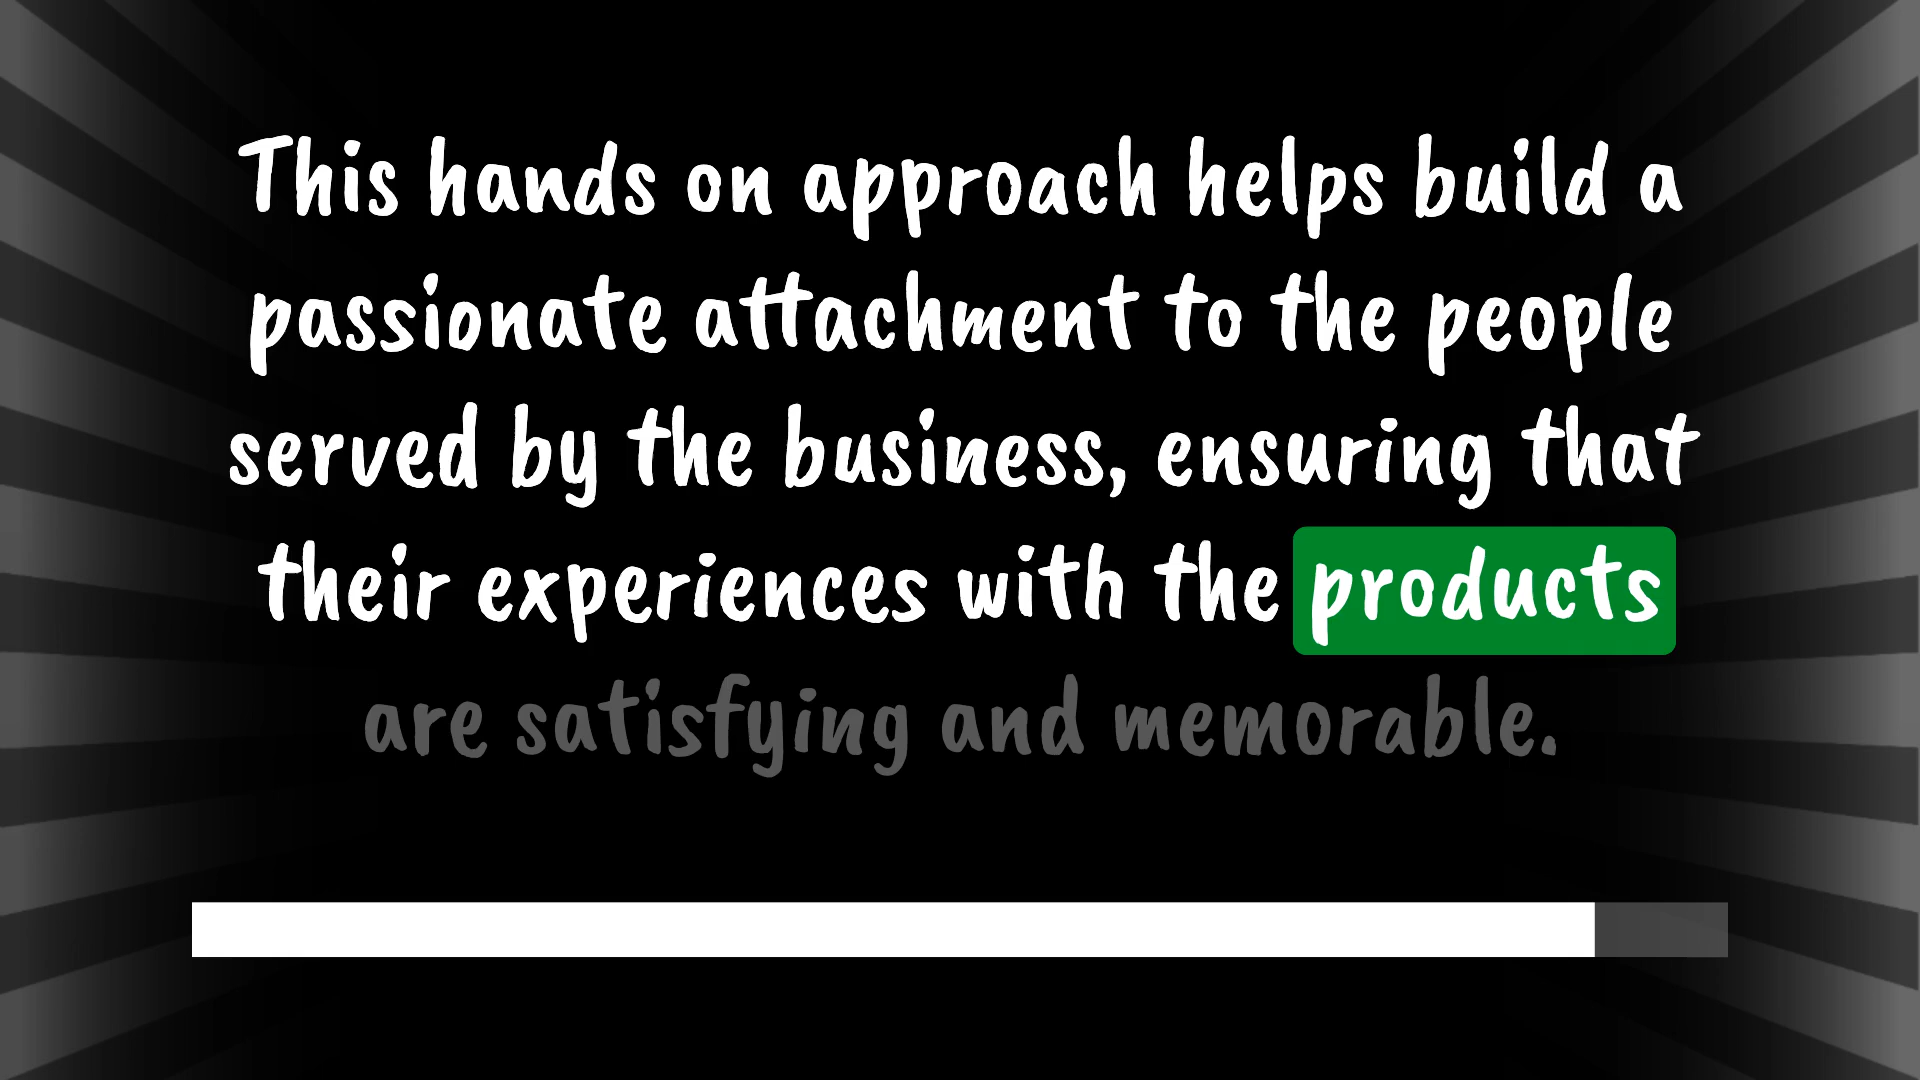 This hands on approach helps build a
passionate attachment to the people
served by the business, ensuring that
their experiences with the products
are satisfying and memorable.